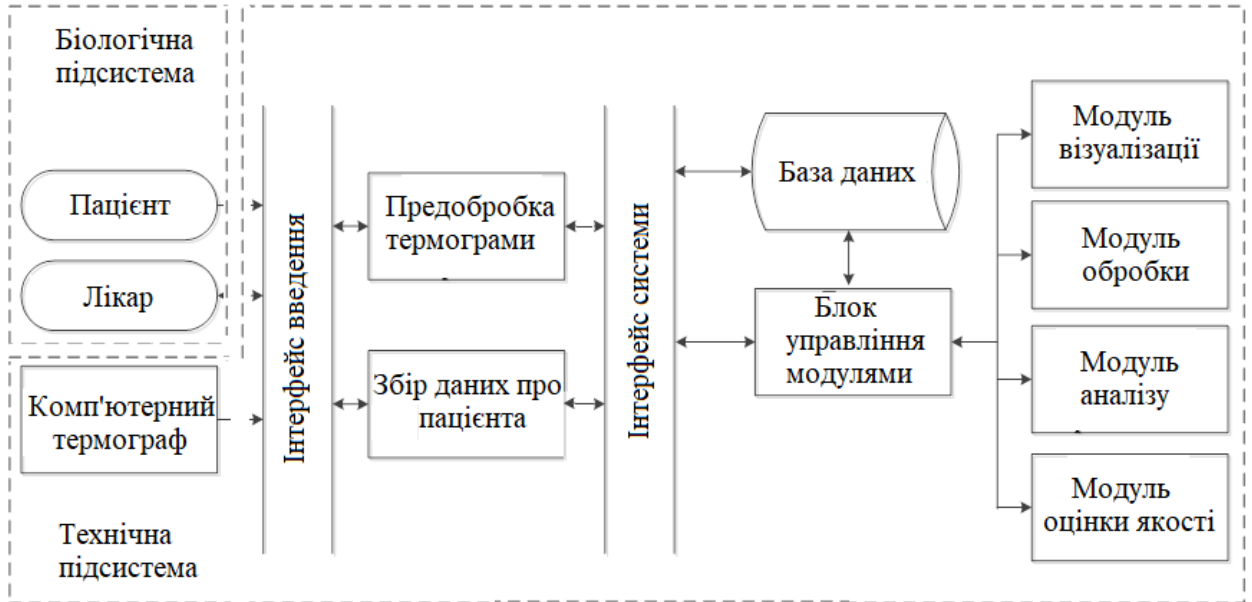 Біологічна
підсистема
Пацієнт
Лікар
Комп'ютерний
термограф
Технічна
підсистема
Інтерфейс введення
Предобробка
термограми
Збір даних про
пацієнта
Інтерфейс системи
База даних
Блок
управління
модулями
Модуль
візуалізації
Модуль
обробки
Модуль
аналізу
Модуль
оцінки якості